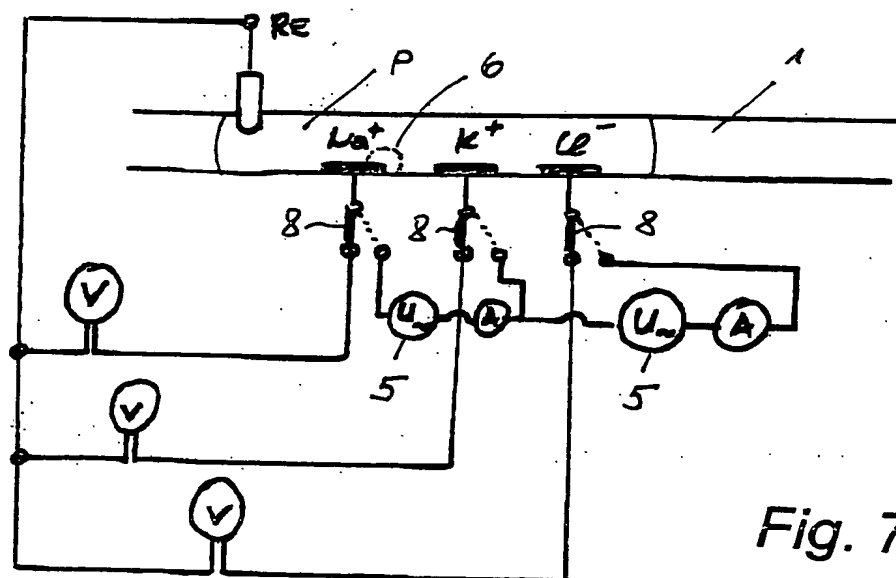 RE
P 6 1
Na⁺ K⁺ Cl⁻
8 8 8
V
U~ A U~ A
5 5
V
V
Fig. 7